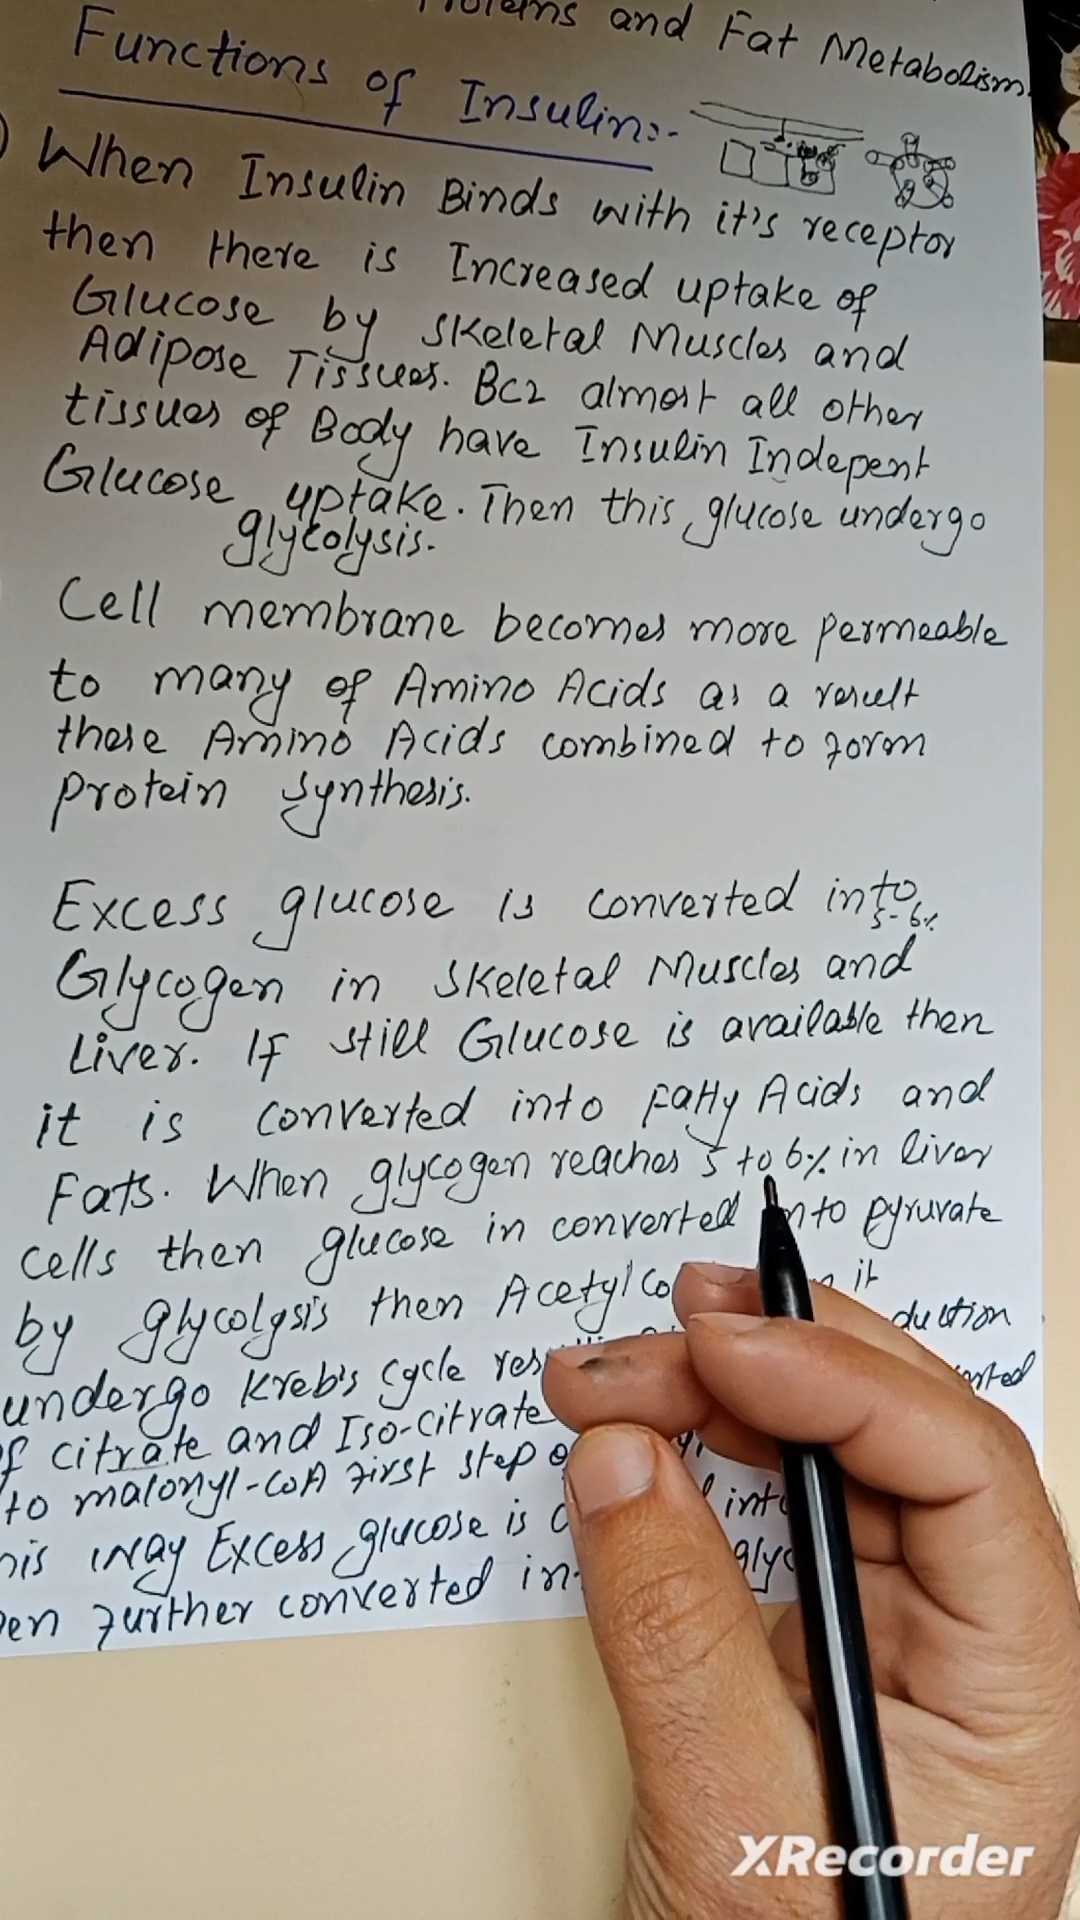 and Fat Metabolism.
Functions of Insulin:-
When Insulin Binds with it's receptor
then there is Increased uptake of
Glucose by Skeletal Muscles and
Adipose Tissues. Bcz almost all other
tissues of Body have Insulin Indepent
Glucose uptake. Then this glucose undergo
glycolysis.
Cell membrane becomes more permeable
to many of Amino Acids as a result
these Amino Acids combined to form
protein synthesis.
Excess glucose is converted into
5-6%
Glycogen in Skeletal Muscles and
Liver. If still Glucose is available then
it is converted into Fatty Acids and
Fats. When glycogen reaches 5 to 6% in liver
cells then glucose in converted into pyruvate
by glycolysis then Acetyl Co it
undergo Kreb's cycle duction
of citrate and Iso-citrate
to malonyl-CoA first step
way Excess glucose is into
further converted
XRecorder